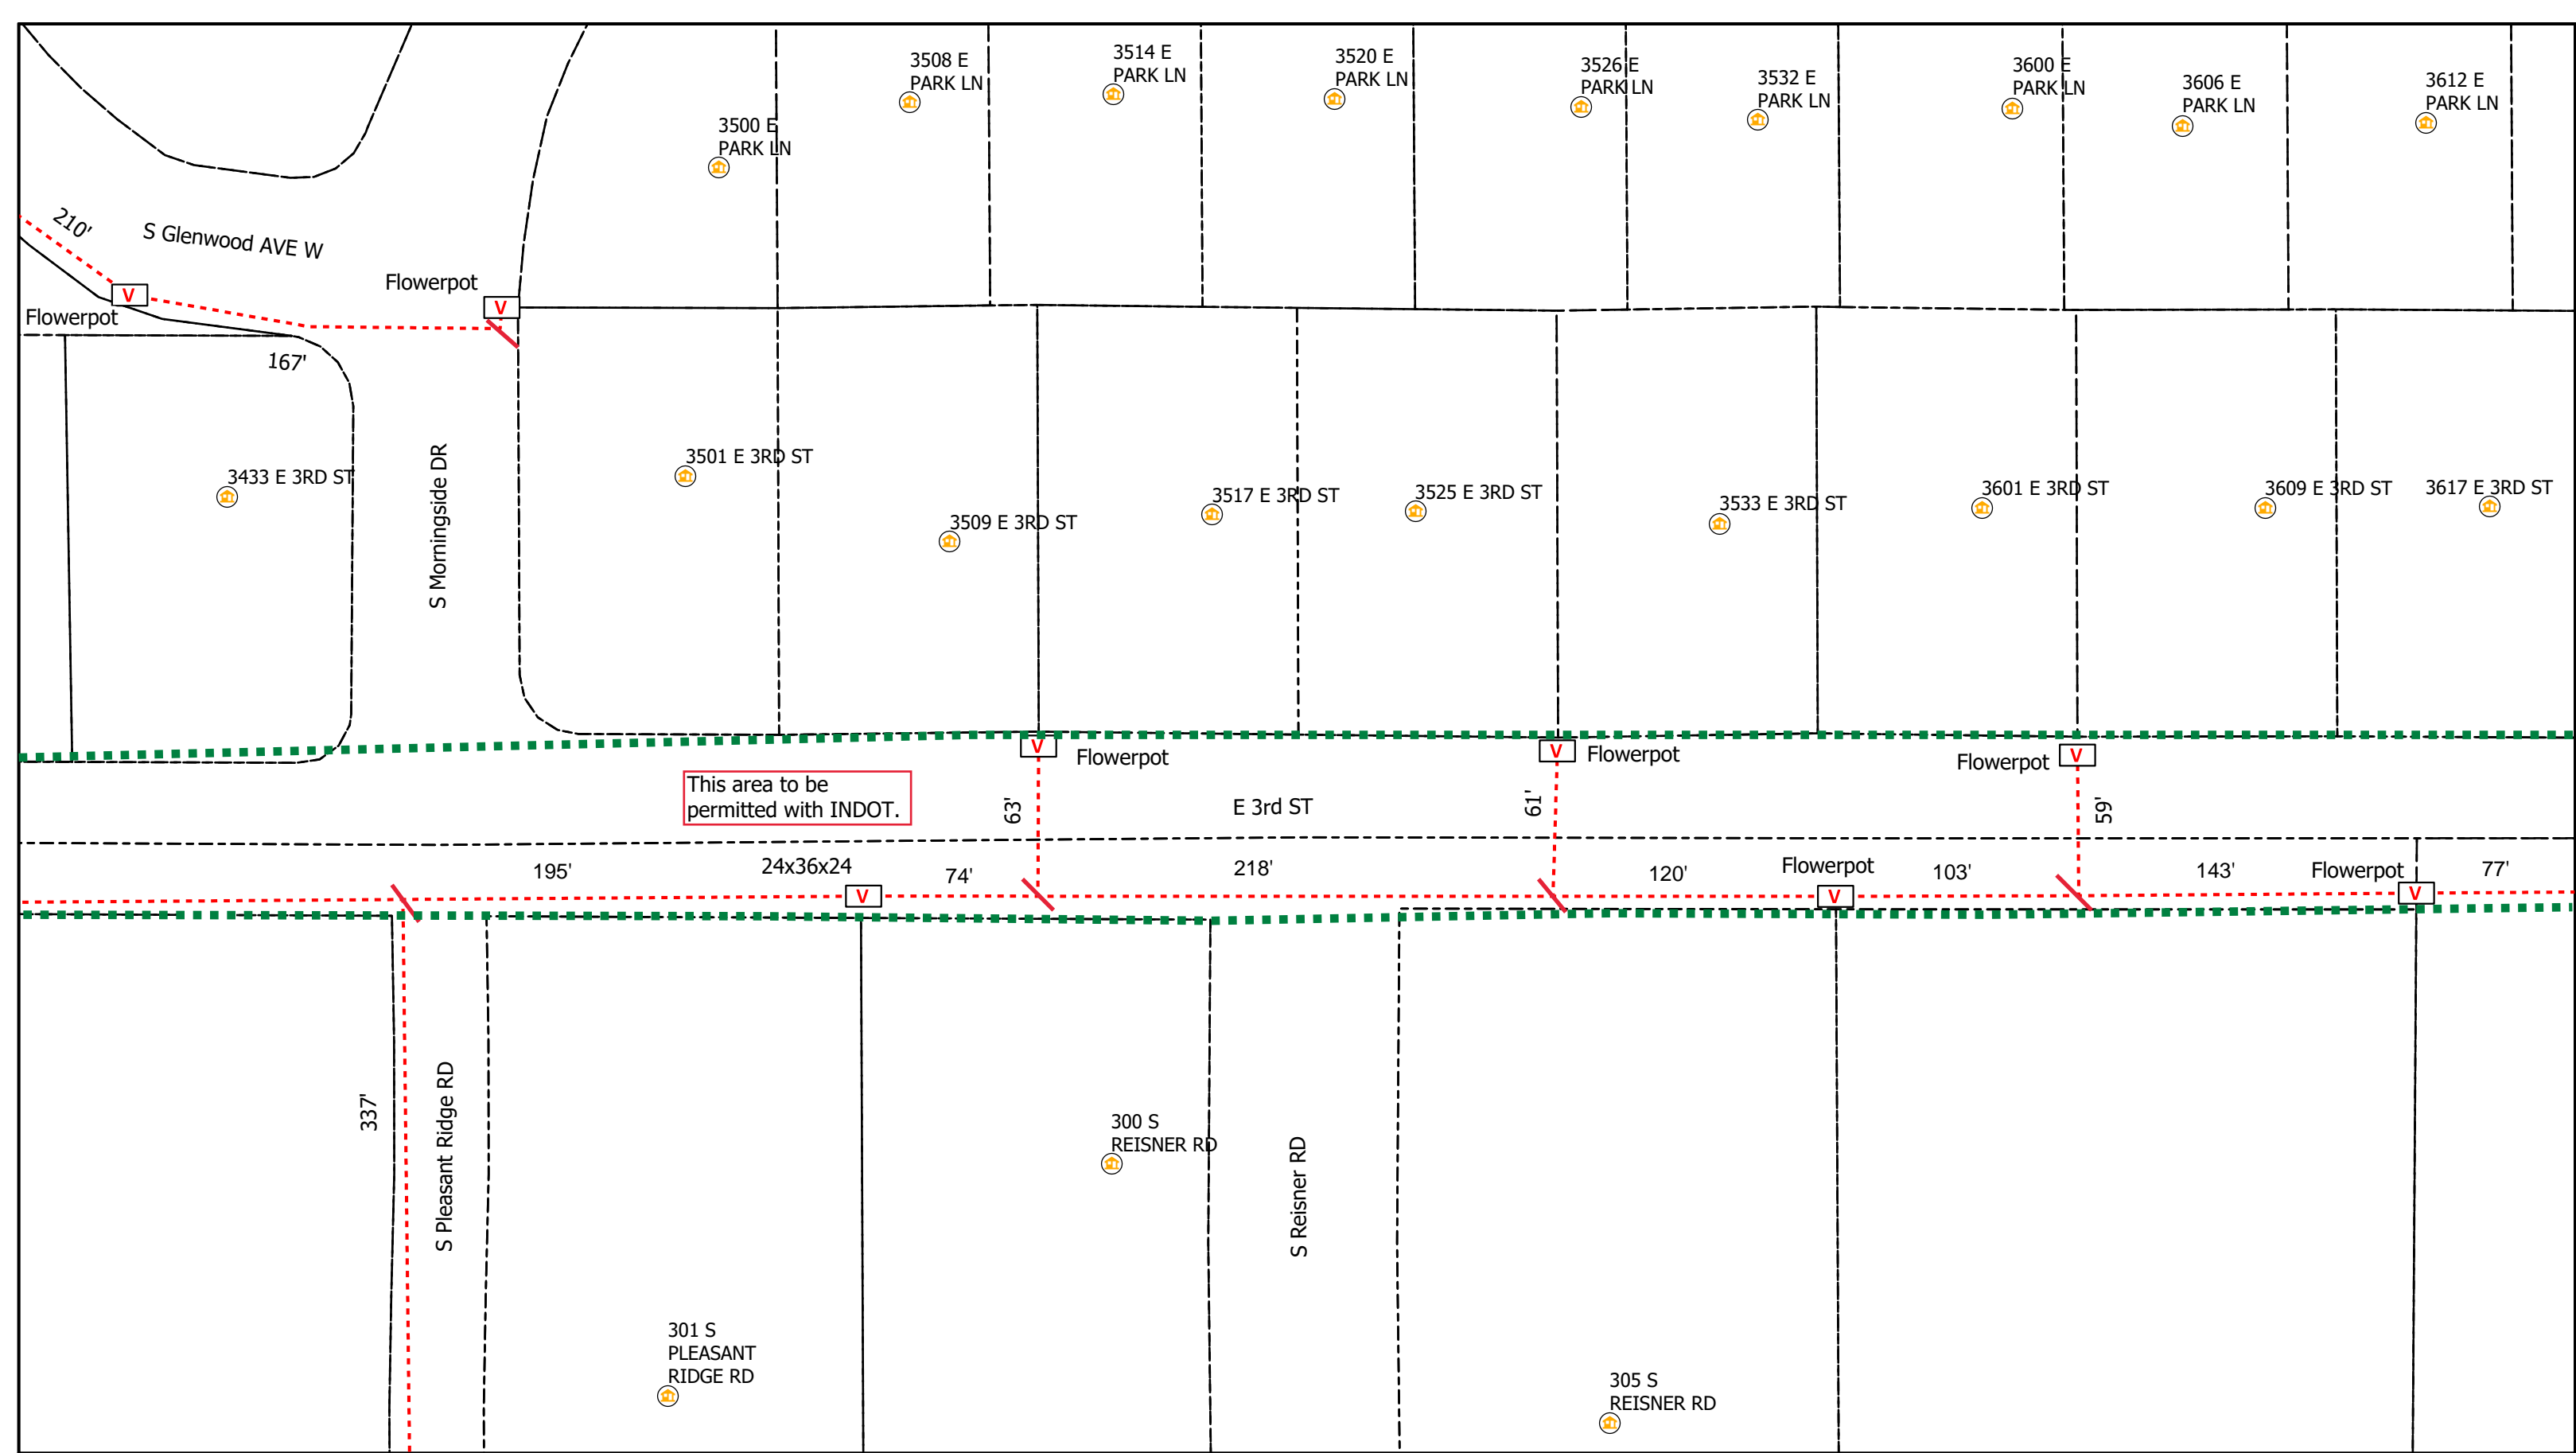 3508 E
PARK LN
3514 E
PARK LN
3520 E
PARK LN
3526 E
PARK LN
3532 E
PARK LN
3600 E
PARK LN
3606 E
PARK LN
3612 E
PARK LN
3500 E
PARK LN
210'
S Glenwood AVE W
Flowerpot
V
V
Flowerpot
167'
S Morningside DR
3433 E 3RD ST
3501 E 3RD ST
3509 E 3RD ST
3517 E 3RD ST
3525 E 3RD ST
3533 E 3RD ST
3601 E 3RD ST
3609 E 3RD ST
3617 E 3RD ST
V
Flowerpot
V
Flowerpot
Flowerpot
V
This area to be
permitted with INDOT.
63'
E 3rd ST
61'
59'
195'
24x36x24
V
74'
218'
120'
Flowerpot
V
103'
143'
Flowerpot
V
77'
337'
S Pleasant Ridge RD
300 S
REISNER RD
S Reisner RD
301 S
PLEASANT
RIDGE RD
305 S
REISNER RD